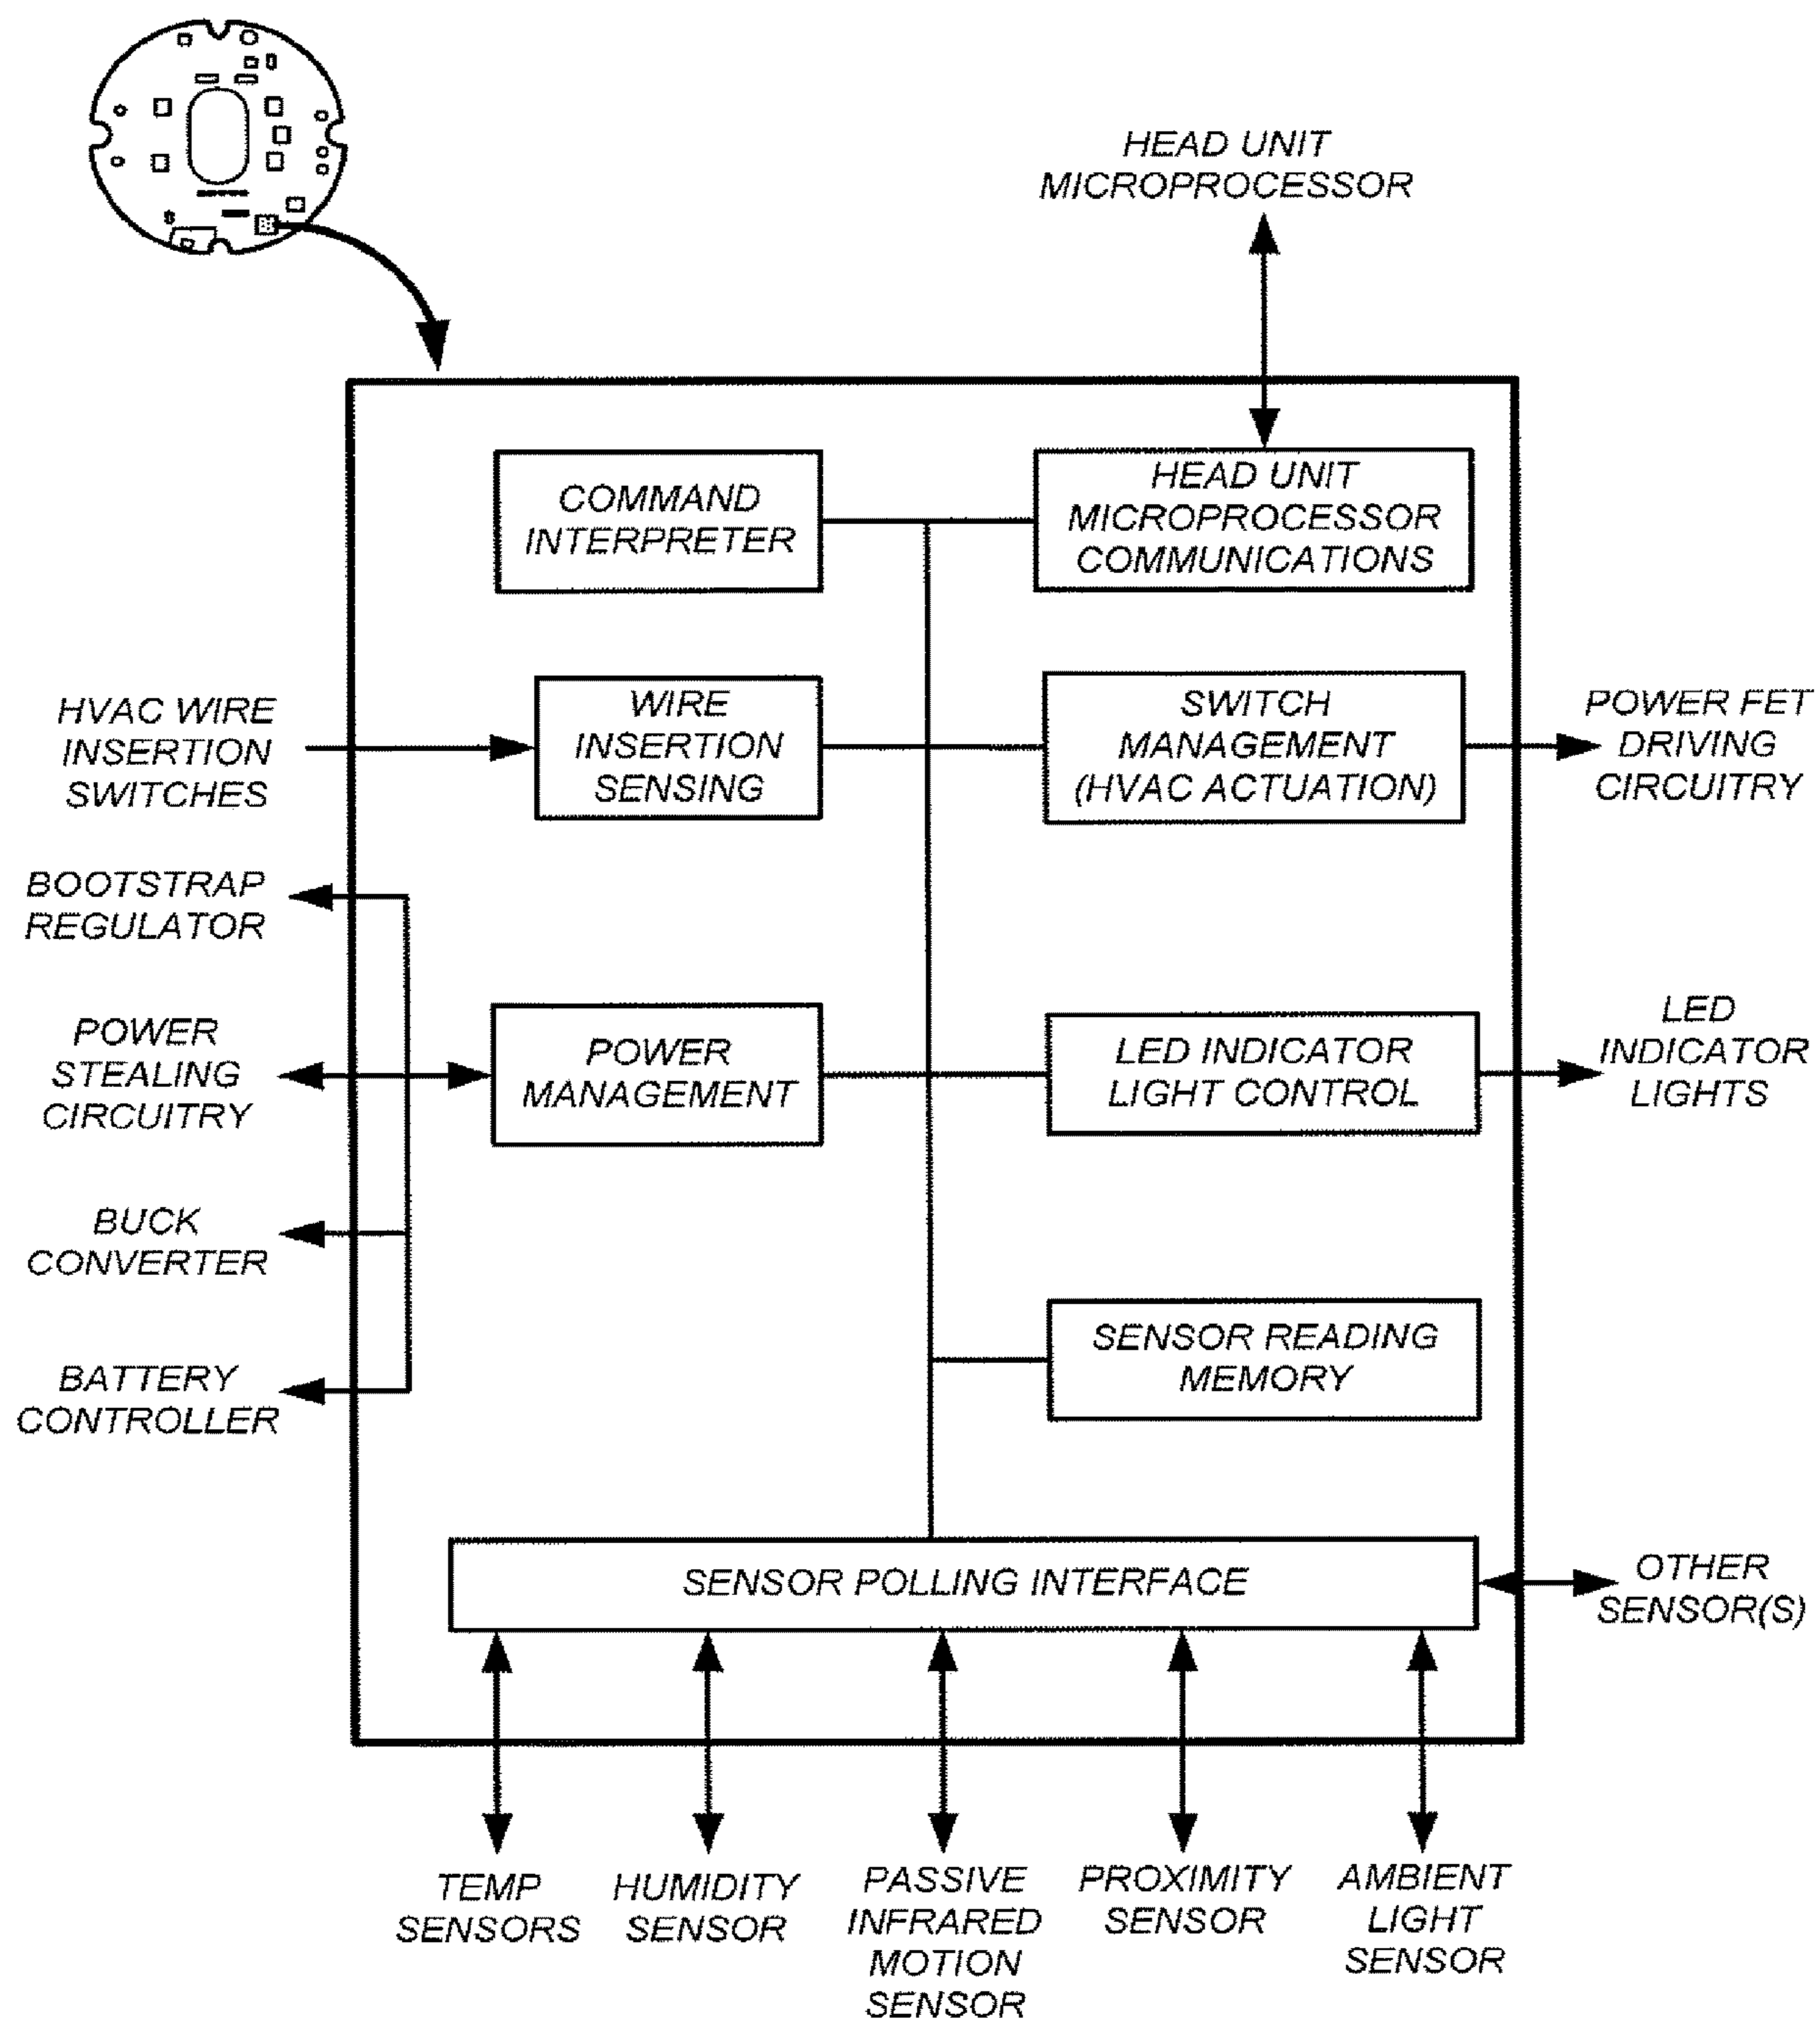 HEAD UNIT
MICROPROCESSOR
COMMAND
INTERPRETER
HEAD UNIT
MICROPROCESSOR
COMMUNICATIONS
HVAC WIRE
INSERTION
SWITCHES
WIRE
INSERTION
SENSING
SWITCH
MANAGEMENT
(HVAC ACTUATION)
POWER FET
DRIVING
CIRCUITRY
BOOTSTRAP
REGULATOR
POWER
STEALING
CIRCUITRY
POWER
MANAGEMENT
LED INDICATOR
LIGHT CONTROL
LED
INDICATOR
LIGHTS
BUCK
CONVERTER
SENSOR READING
MEMORY
BATTERY
CONTROLLER
SENSOR POLLING INTERFACE
OTHER
SENSOR(S)
TEMP
SENSORS
HUMIDITY
SENSOR
PASSIVE
INFRARED
MOTION
SENSOR
PROXIMITY
SENSOR
AMBIENT
LIGHT
SENSOR